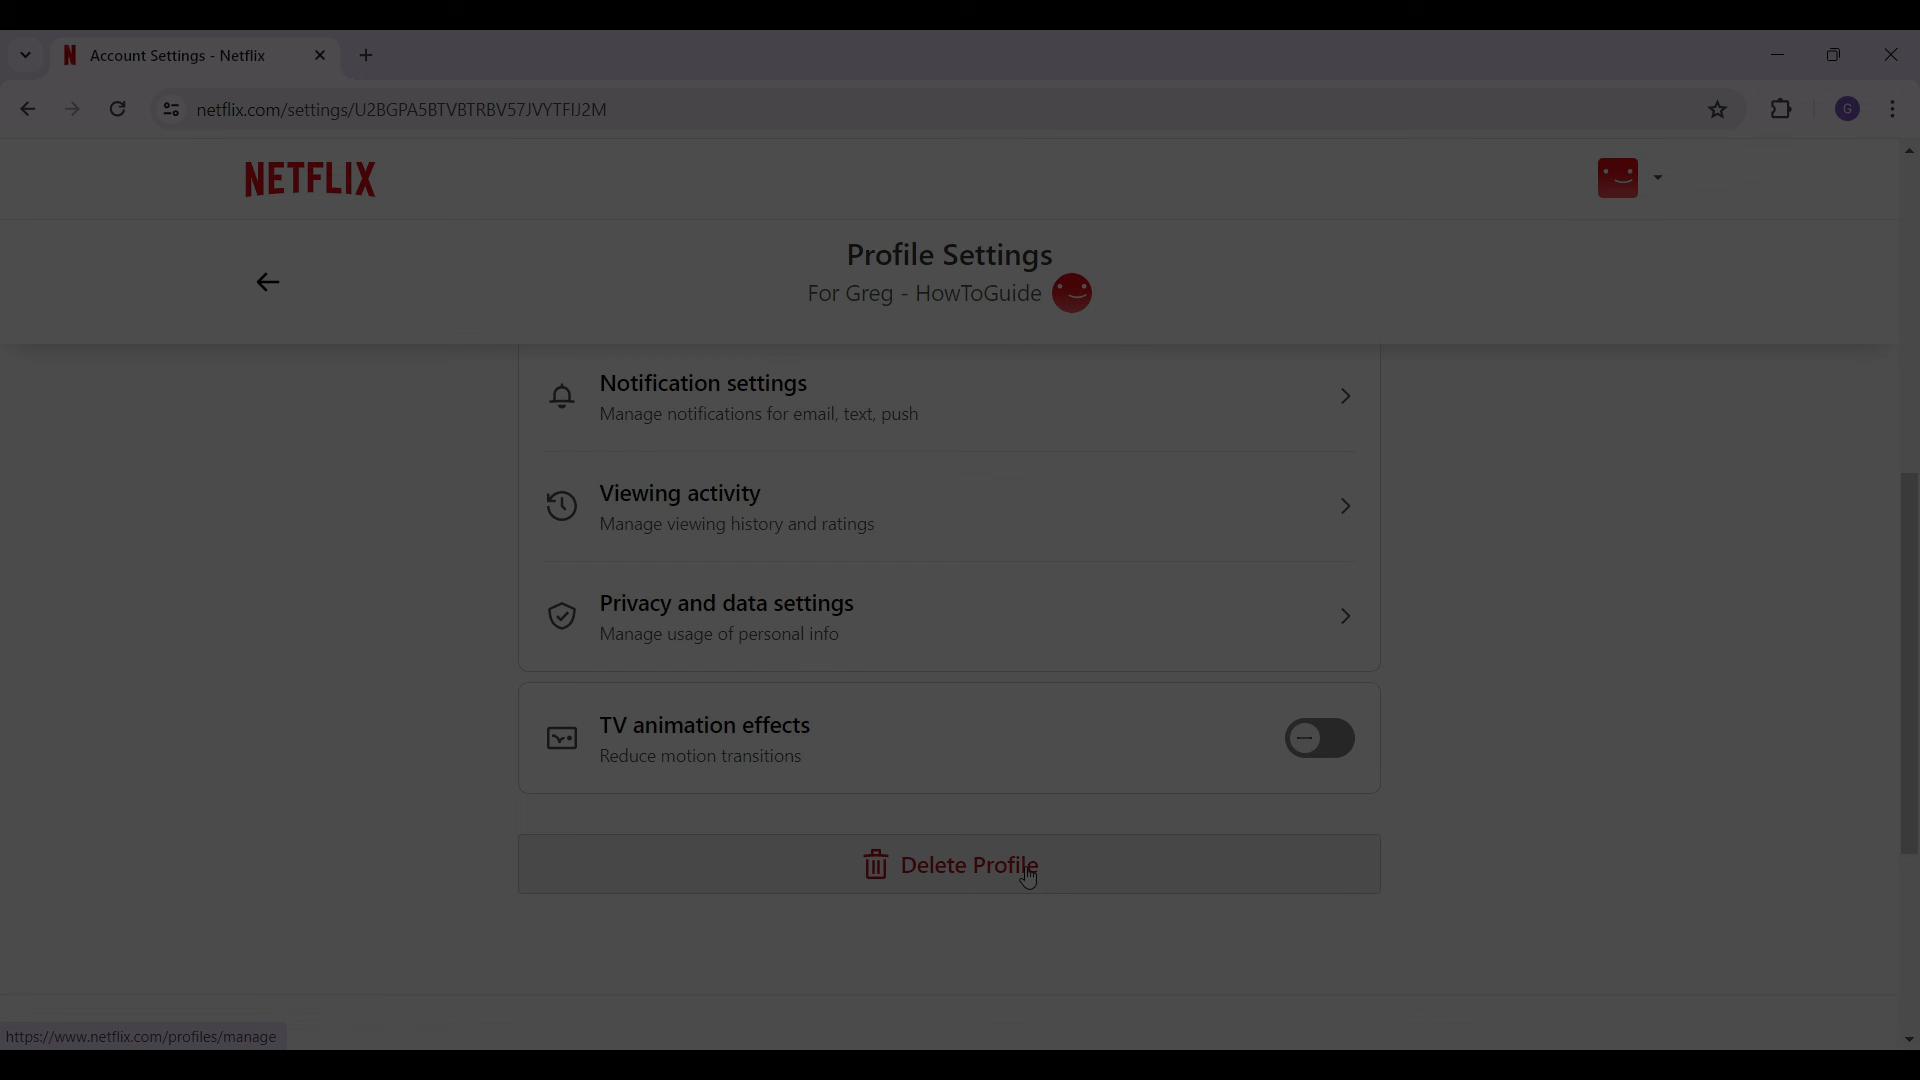 Account Settings - Netflix
netflix.com/settings/U2BGPA5BTVBTRBV57JVYTFIJ2M
G
NETFLIX
Profile Settings
For Greg - HowToGuide
Notification settings
Manage notifications for email, text, push
Viewing activity
Manage viewing history and ratings
Privacy and data settings
Manage usage of personal info
TV animation effects
Reduce motion transitions
Delete Profile
https://www.netflix.com/profiles/manage